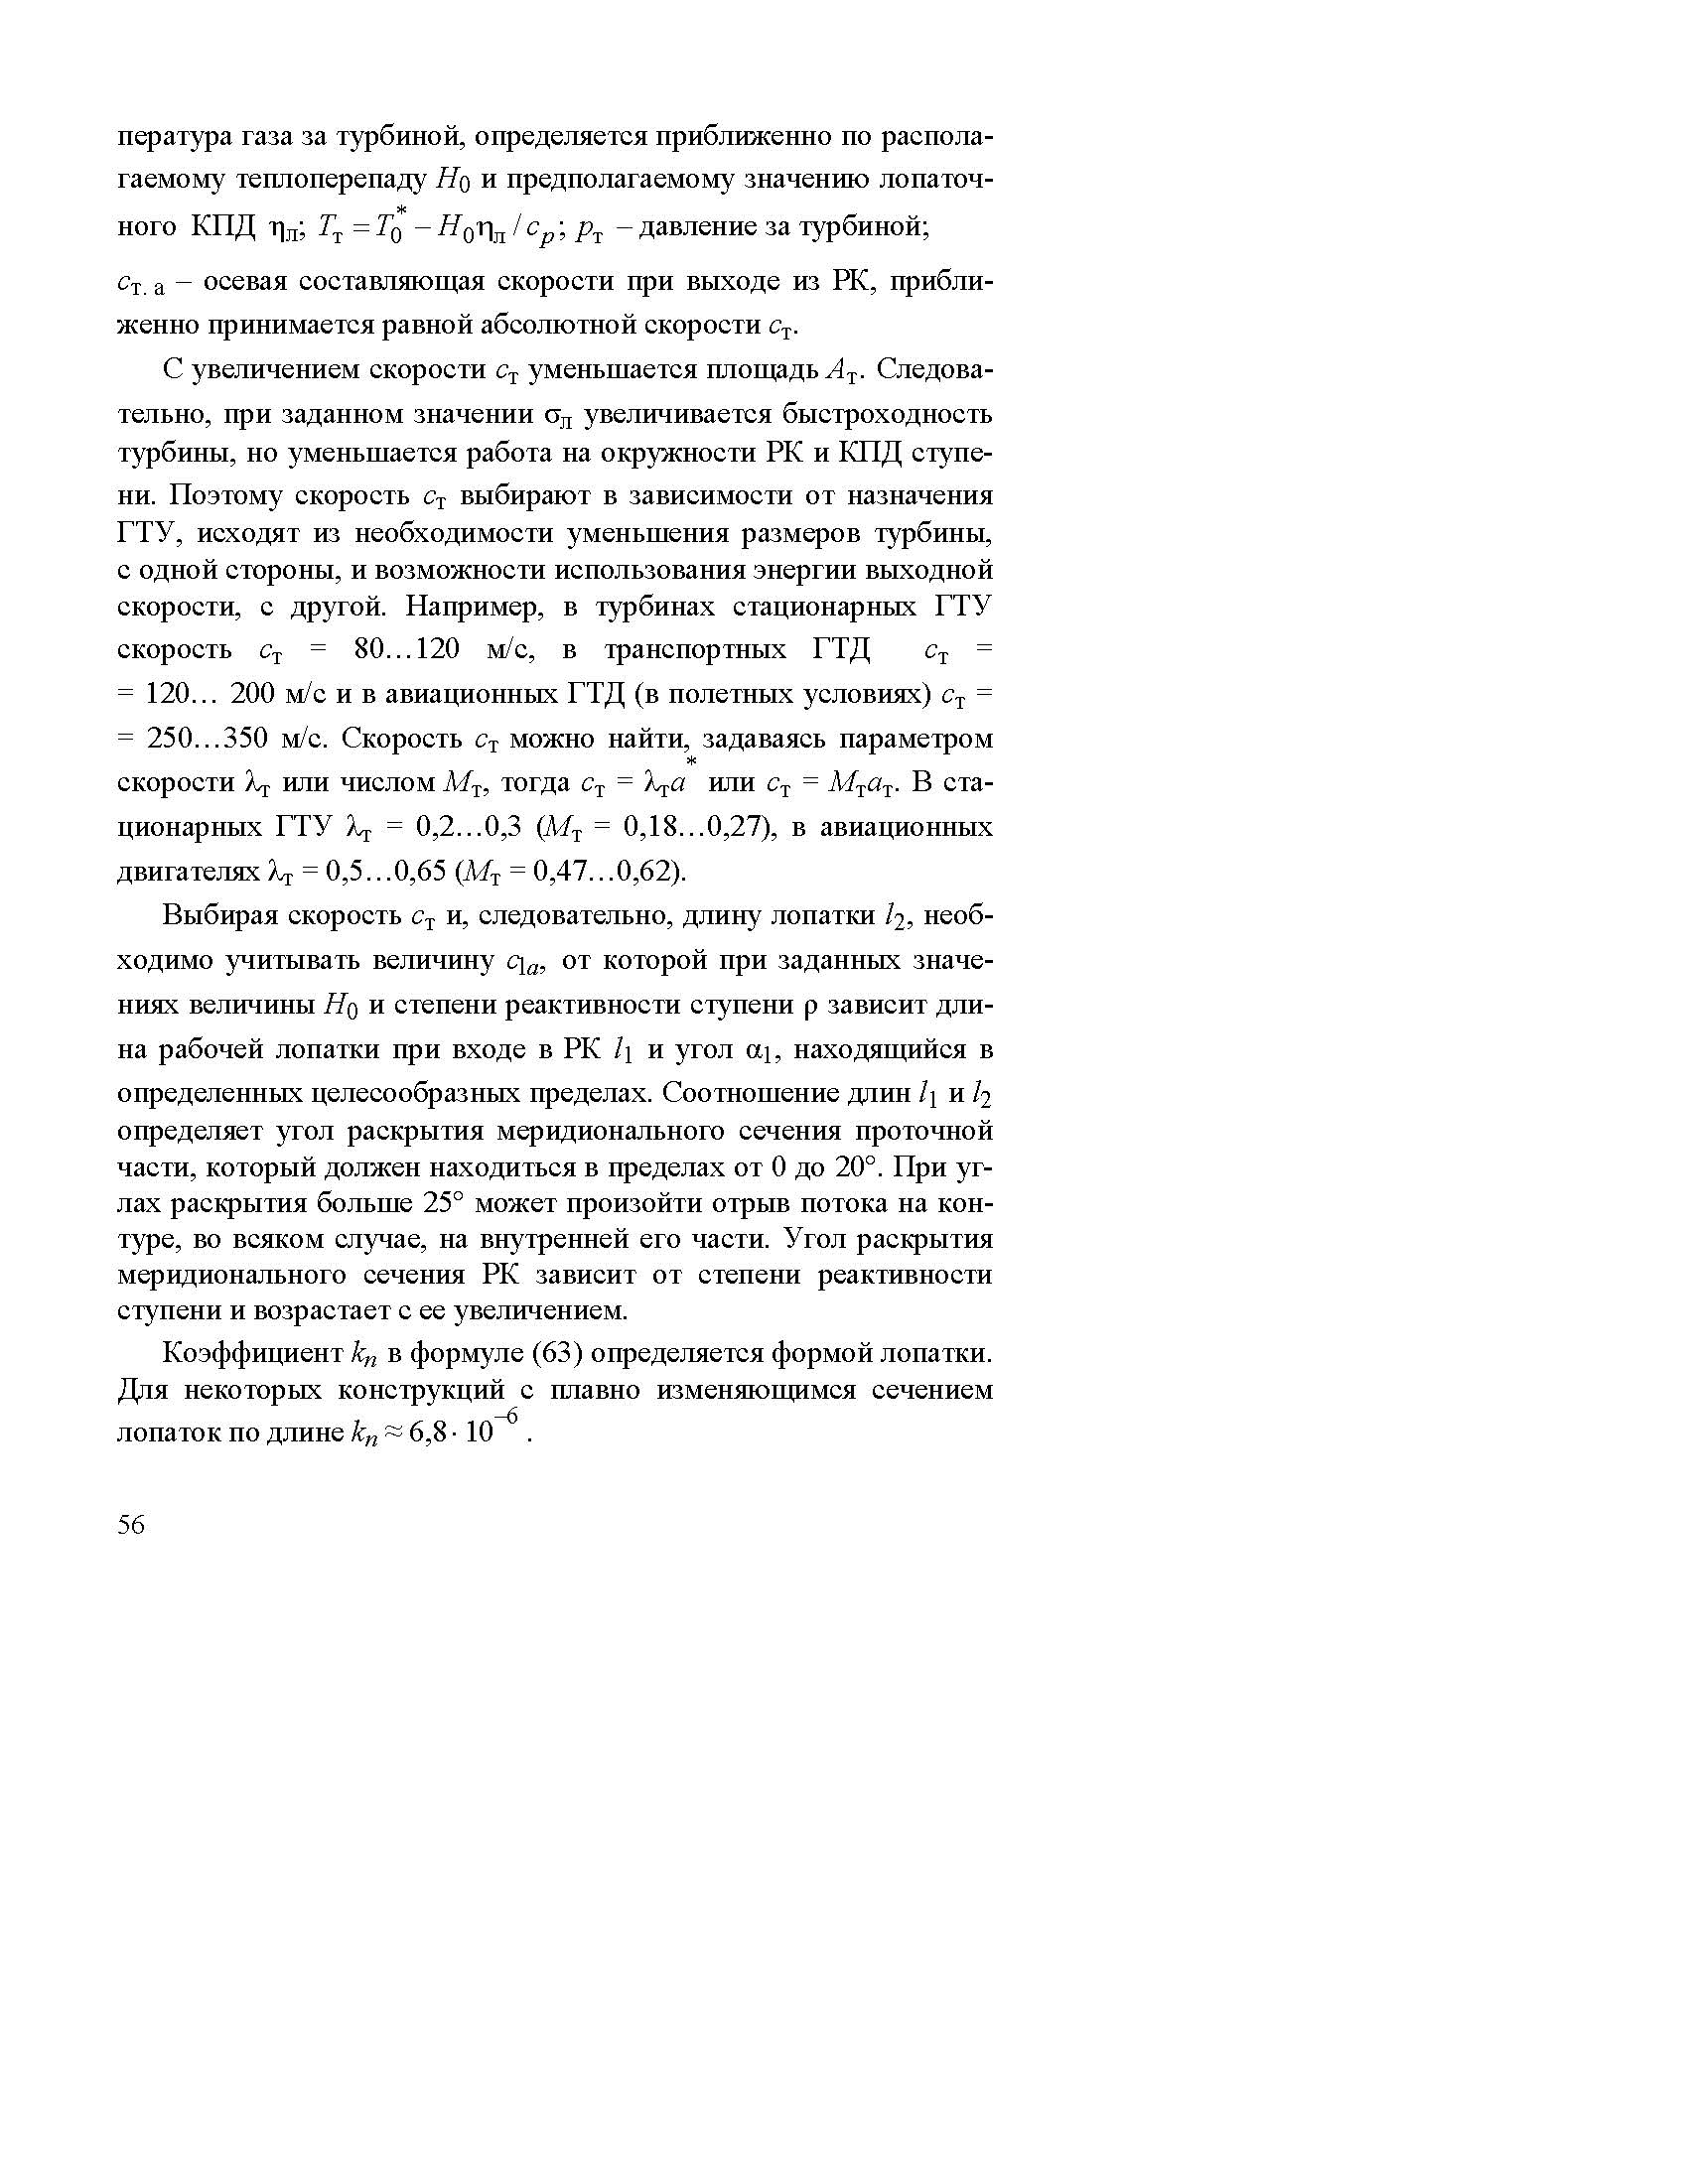 пература газа за турбиной, определяется приближенно по распола-
гаемому теплоперепаду H₀ и предполагаемому значению лопаточ-
ного КПД ηл; Tт = T₀* – H₀ηл / cp; pт – давление за турбиной;
cт. а – осевая составляющая скорости при выходе из РК, прибли-
женно принимается равной абсолютной скорости cт.
С увеличением скорости cт уменьшается площадь Aт. Следова-
тельно, при заданном значении σл увеличивается быстроходность
турбины, но уменьшается работа на окружности РК и КПД ступе-
ни. Поэтому скорость cт выбирают в зависимости от назначения
ГТУ, исходят из необходимости уменьшения размеров турбины,
с одной стороны, и возможности использования энергии выходной
скорости, с другой. Например, в турбинах стационарных ГТУ
скорость cт = 80…120 м/с, в транспортных ГТД cт =
= 120… 200 м/с и в авиационных ГТД (в полетных условиях) cт =
= 250…350 м/с. Скорость cт можно найти, задаваясь параметром
скорости λт или числом Mт, тогда cт = λтa* или cт = Mтaт. В ста-
ционарных ГТУ λт = 0,2…0,3 (Mт = 0,18…0,27), в авиационных
двигателях λт = 0,5…0,65 (Mт = 0,47…0,62).
Выбирая скорость cт и, следовательно, длину лопатки l₂, необ-
ходимо учитывать величину c₁a, от которой при заданных значе-
ниях величины H₀ и степени реактивности ступени ρ зависит дли-
на рабочей лопатки при входе в РК l₁ и угол α₁, находящийся в
определенных целесообразных пределах. Соотношение длин l₁ и l₂
определяет угол раскрытия меридионального сечения проточной
части, который должен находиться в пределах от 0 до 20°. При уг-
лах раскрытия больше 25° может произойти отрыв потока на кон-
туре, во всяком случае, на внутренней его части. Угол раскрытия
меридионального сечения РК зависит от степени реактивности
ступени и возрастает с ее увеличением.
Коэффициент kn в формуле (63) определяется формой лопатки.
Для некоторых конструкций с плавно изменяющимся сечением
лопаток по длине kn ≈ 6,8· 10⁻⁶ .
56